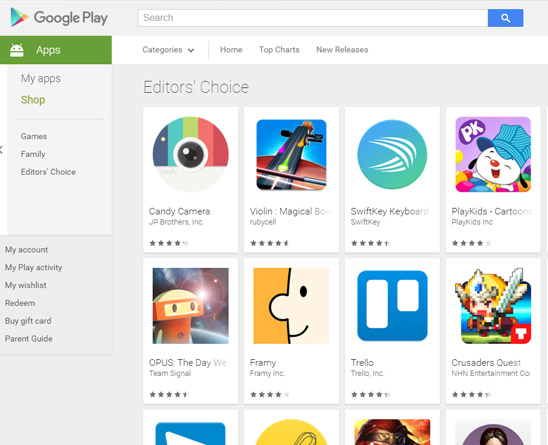 Google Play
Search
Apps
Categories
Home
Top Charts
New Releases
My apps
Shop
Games
Family
Editors' Choice
My account
My Play activity
My wishlist
Redeem
Buy gift card
Parent Guide
Editors' Choice
Candy Camera
JP Brothers, Inc.
Violin : Magical Bow
rubycell
SwiftKey Keyboard
SwiftKey
PK
PlayKids - Cartoons
PlayKids Inc
OPUS: The Day We
Team Signal
Framy
Framy Inc.
Trello
Trello, Inc.
T
Crusaders Quest
NHN Entertainment Co